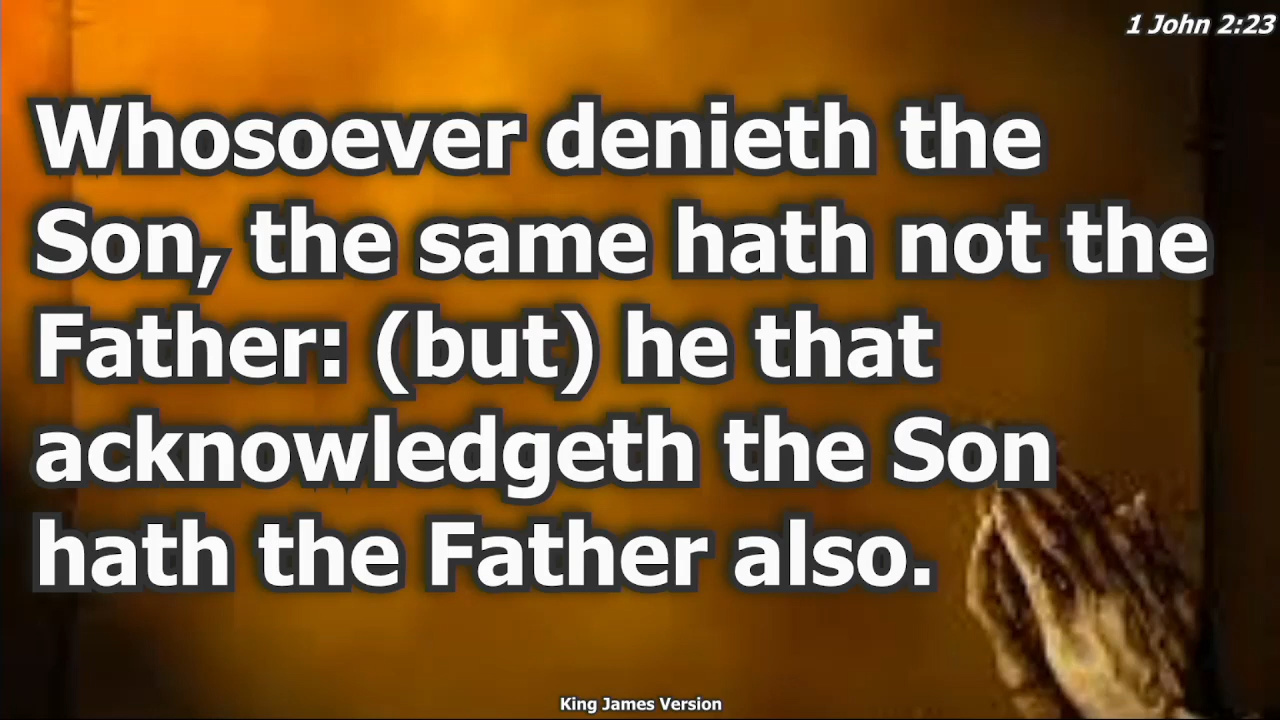 1 John 2:23
Whosoever denieth the
Son, the same hath not the
Father: (but) he that
acknowledgeth the Son
hath the Father also.
King James Version